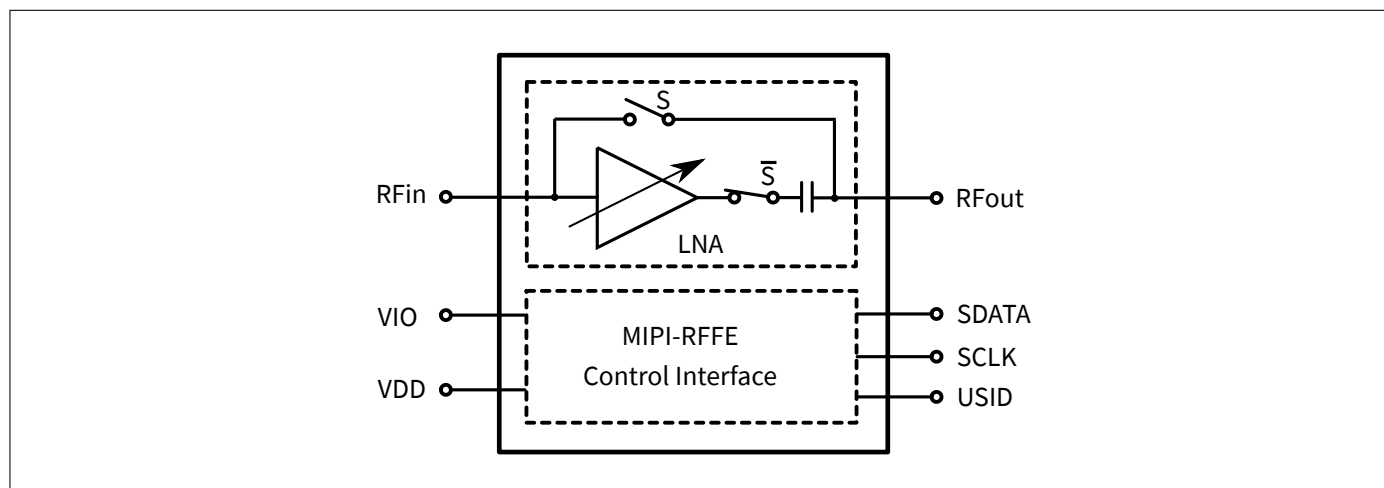 S
RFin
S̅
RFout
LNA
VIO
MIPI-RFFE
Control Interface
VDD
SDATA
SCLK
USID